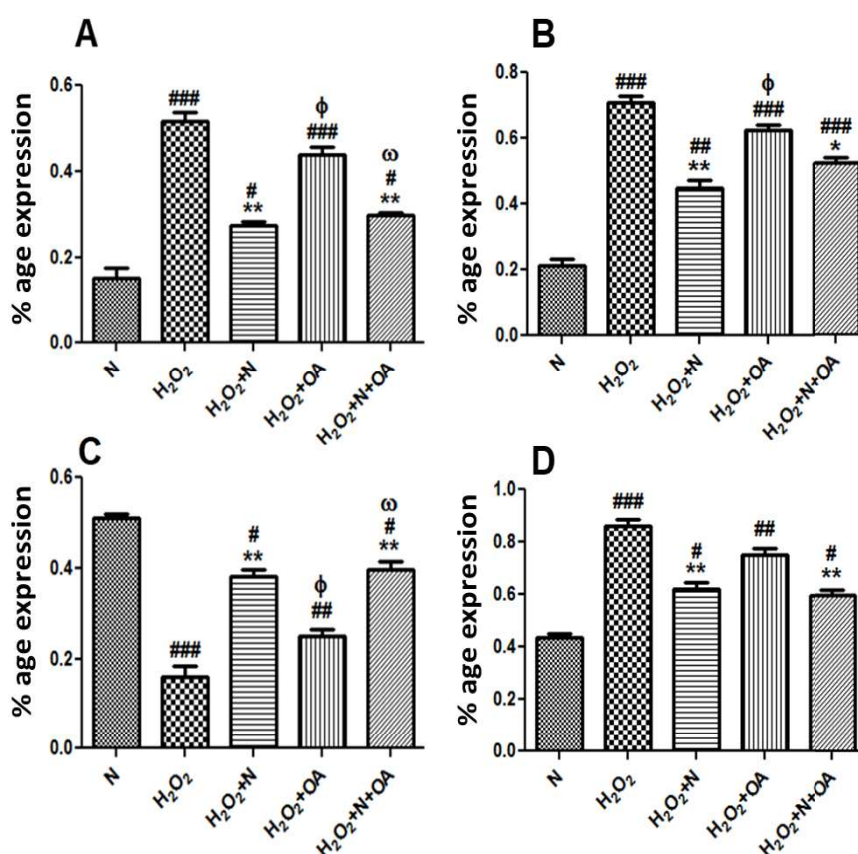 A
% age expression
0.6
0.4
0.2
0.0
###
#
**
ϕ
###
ω
#
**
N
H₂O₂
H₂O₂+N
H₂O₂+OA
H₂O₂+N+OA
B
% age expression
0.8
0.6
0.4
0.2
0.0
###
##
**
ϕ
###
###
*
N
H₂O₂
H₂O₂+N
H₂O₂+OA
H₂O₂+N+OA
C
% age expression
0.6
0.4
0.2
0.0
###
#
**
ϕ
##
ω
#
**
N
H₂O₂
H₂O₂+N
H₂O₂+OA
H₂O₂+N+OA
D
% age expression
1.0
0.8
0.6
0.4
0.2
0.0
###
#
**
##
#
**
N
H₂O₂
H₂O₂+N
H₂O₂+OA
H₂O₂+N+OA